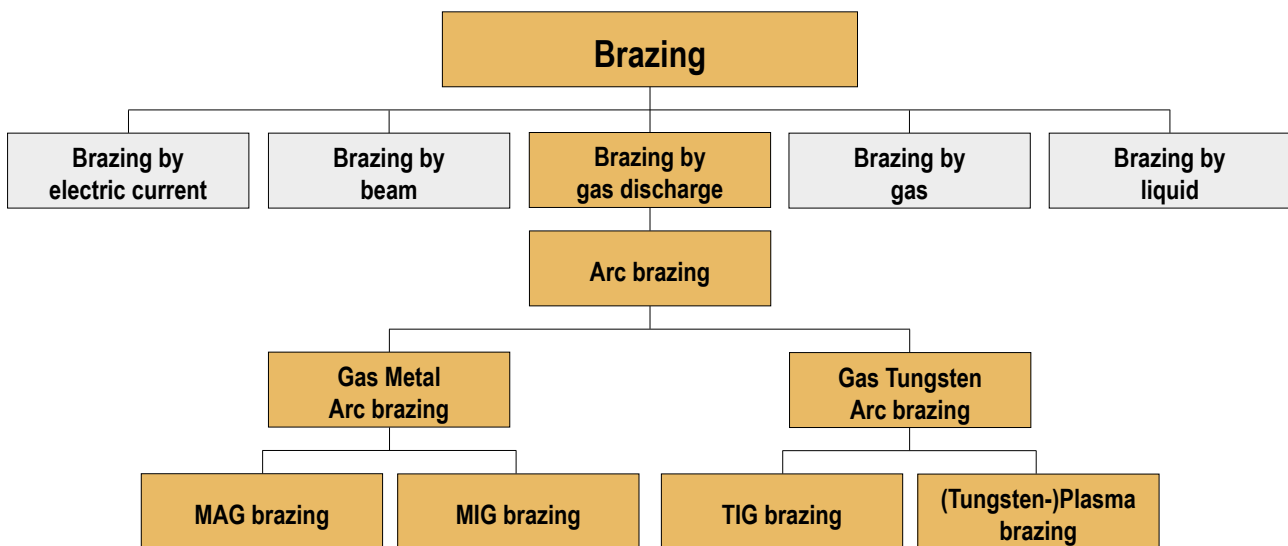 Brazing
Brazing by
electric current
Brazing by
beam
Brazing by
gas discharge
Brazing by
gas
Brazing by
liquid
Arc brazing
Gas Metal
Arc brazing
Gas Tungsten
Arc brazing
MAG brazing
MIG brazing
TIG brazing
(Tungsten-)Plasma
brazing